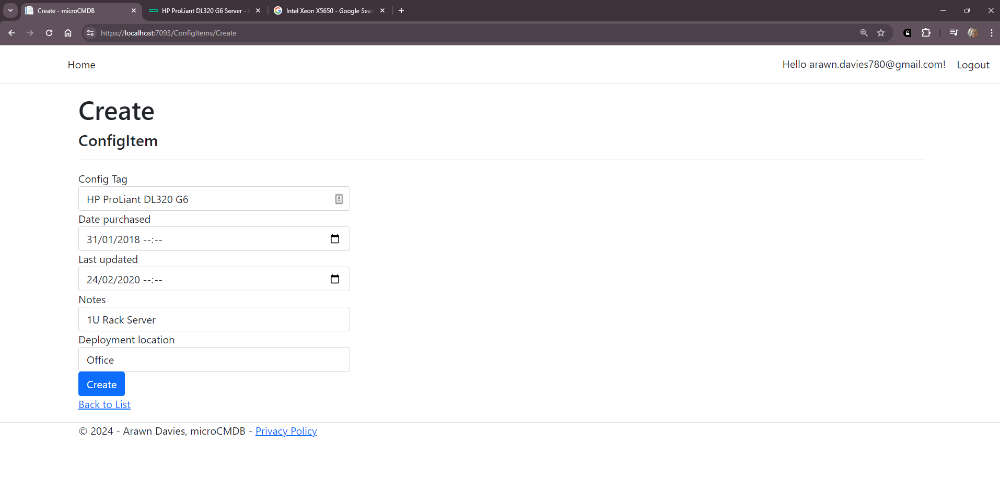 Create - microCMDB
HP ProLiant DL320 G6 Server -
Intel Xeon X5650 - Google Sear
https://localhost:7093/ConfigItems/Create
Home
Hello arawn.davies780@gmail.com!
Logout
Create
ConfigItem
Config Tag
HP ProLiant DL320 G6
Date purchased
31/01/2018 --:--
Last updated
24/02/2020 --:--
Notes
1U Rack Server
Deployment location
Office
Create
Back to List
© 2024 - Arawn Davies, microCMDB - Privacy Policy